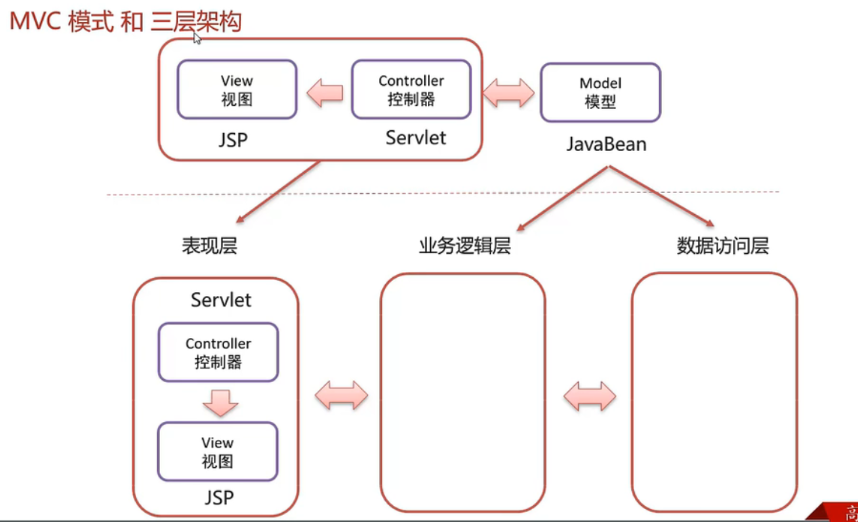 MVC 模式 和 三层架构
View
视图
JSP
Controller
控制器
Servlet
Model
模型
JavaBean
表现层
业务逻辑层
数据访问层
Servlet
Controller
控制器
View
视图
JSP